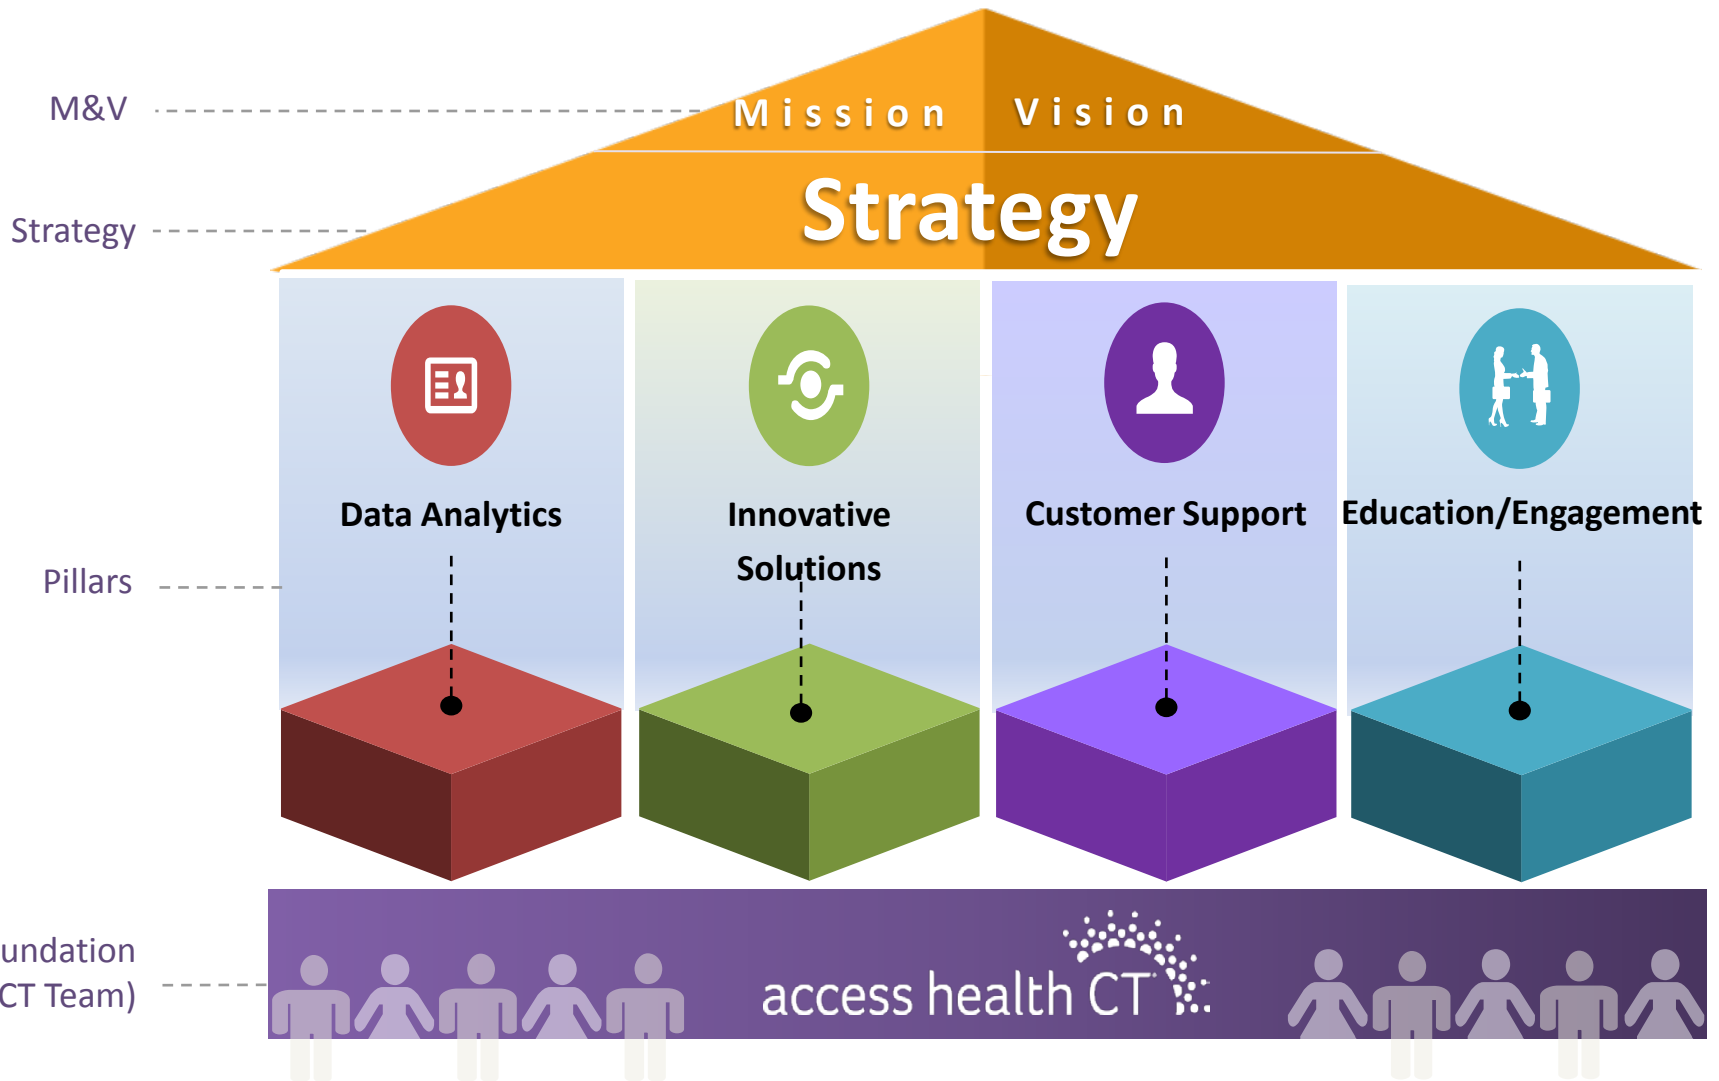 M&V
Mission Vision
Strategy
Strategy
Data Analytics
Innovative
Solutions
Customer Support
Education/Engagement
Pillars
undation
CT Team)
access health CT